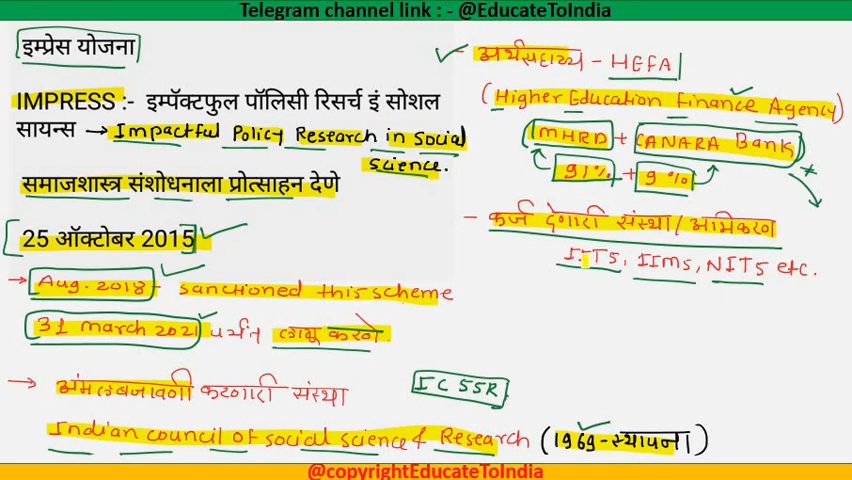 Telegram channel link : - @EducateToIndia
इम्प्रेस योजना
IMPRESS :- इम्पॅक्टफुल पॉलिसी रिसर्च इं सोशल
सायन्स → Impactful Policy Research in Social
science.
समाजशास्त्र संशोधनाला प्रोत्साहन देणे
25 ऑक्टोबर 2015
→ Aug. 2018 - sanctioned this scheme
31 march 2021 पर्यंत लागू करणे.
→ अंमलबजावणी करणारी संस्था
ICSSR
Indian council of social science & Research (1969 - स्थापना)
- अर्थसहाय्य - HEFA
(Higher Education Finance Agency)
MHRD + CANARA Bank
91% + 9%
- कर्ज देणारी संस्था/अभिकरण
IITs, IIMs, NITs etc.
@copyrightEducateToIndia